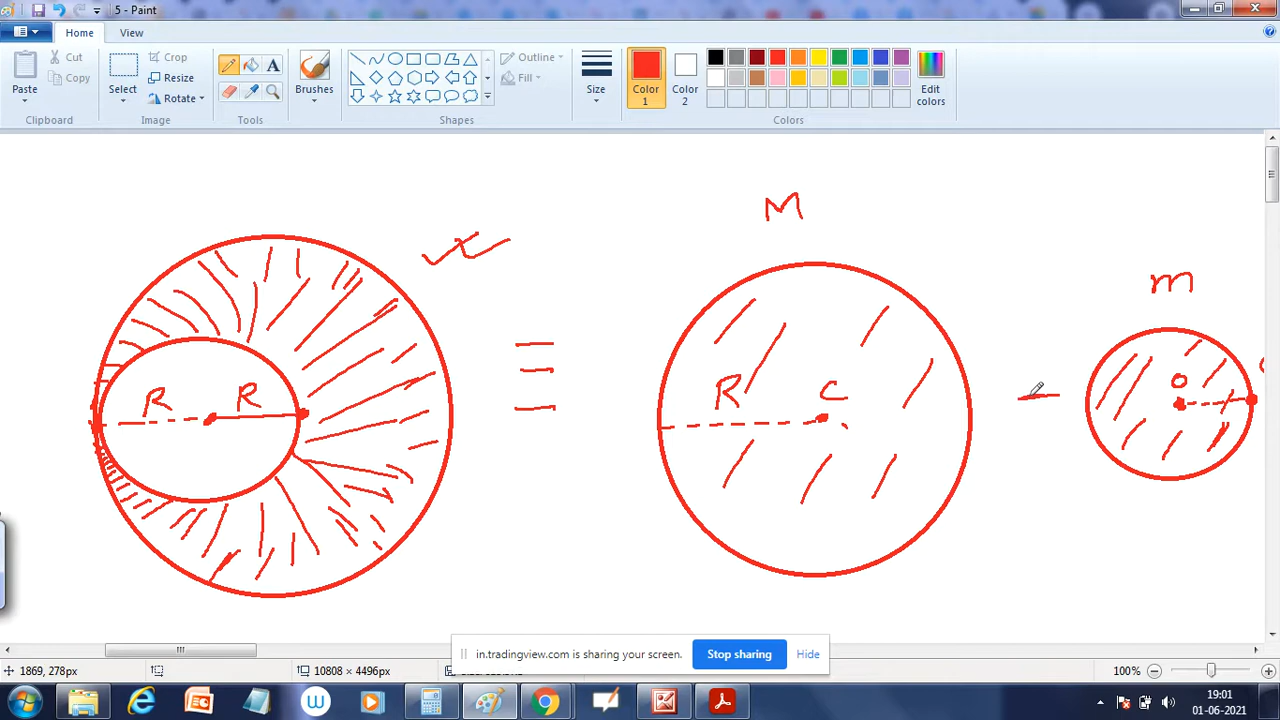 5 - Paint
Home
View
Paste
Cut
Copy
Clipboard
Select
Crop
Resize
Rotate
Image
A
Tools
Brushes
Shapes
Outline
Fill
Size
Color 1
Color 2
Edit colors
Colors
M
m
R R
≡
R C
-
O
in.tradingview.com is sharing your screen.
Stop sharing
Hide
1869, 278px
10808 × 4496px
100%
19:01
01-06-2021